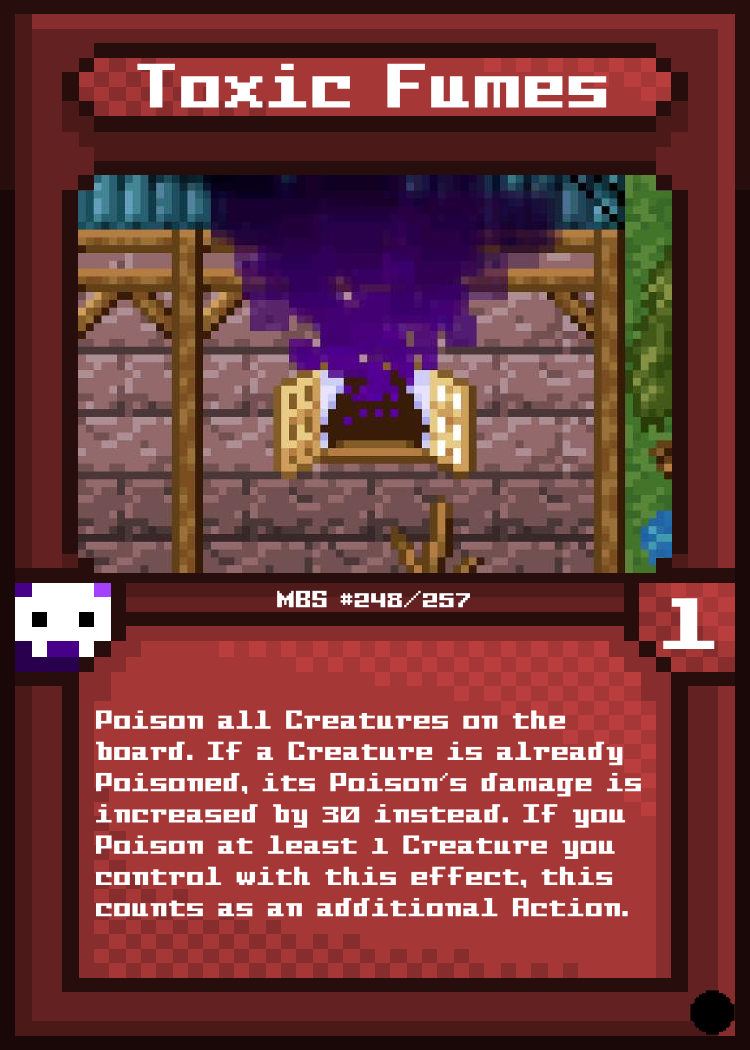 Toxic Fumes
MBS #248/257
1
Poison all Creatures on the
board. If a Creature is already
Poisoned, its Poison's damage is
increased by 30 instead. If you
Poison at least 1 Creature you
control with this effect, this
counts as an additional Action.